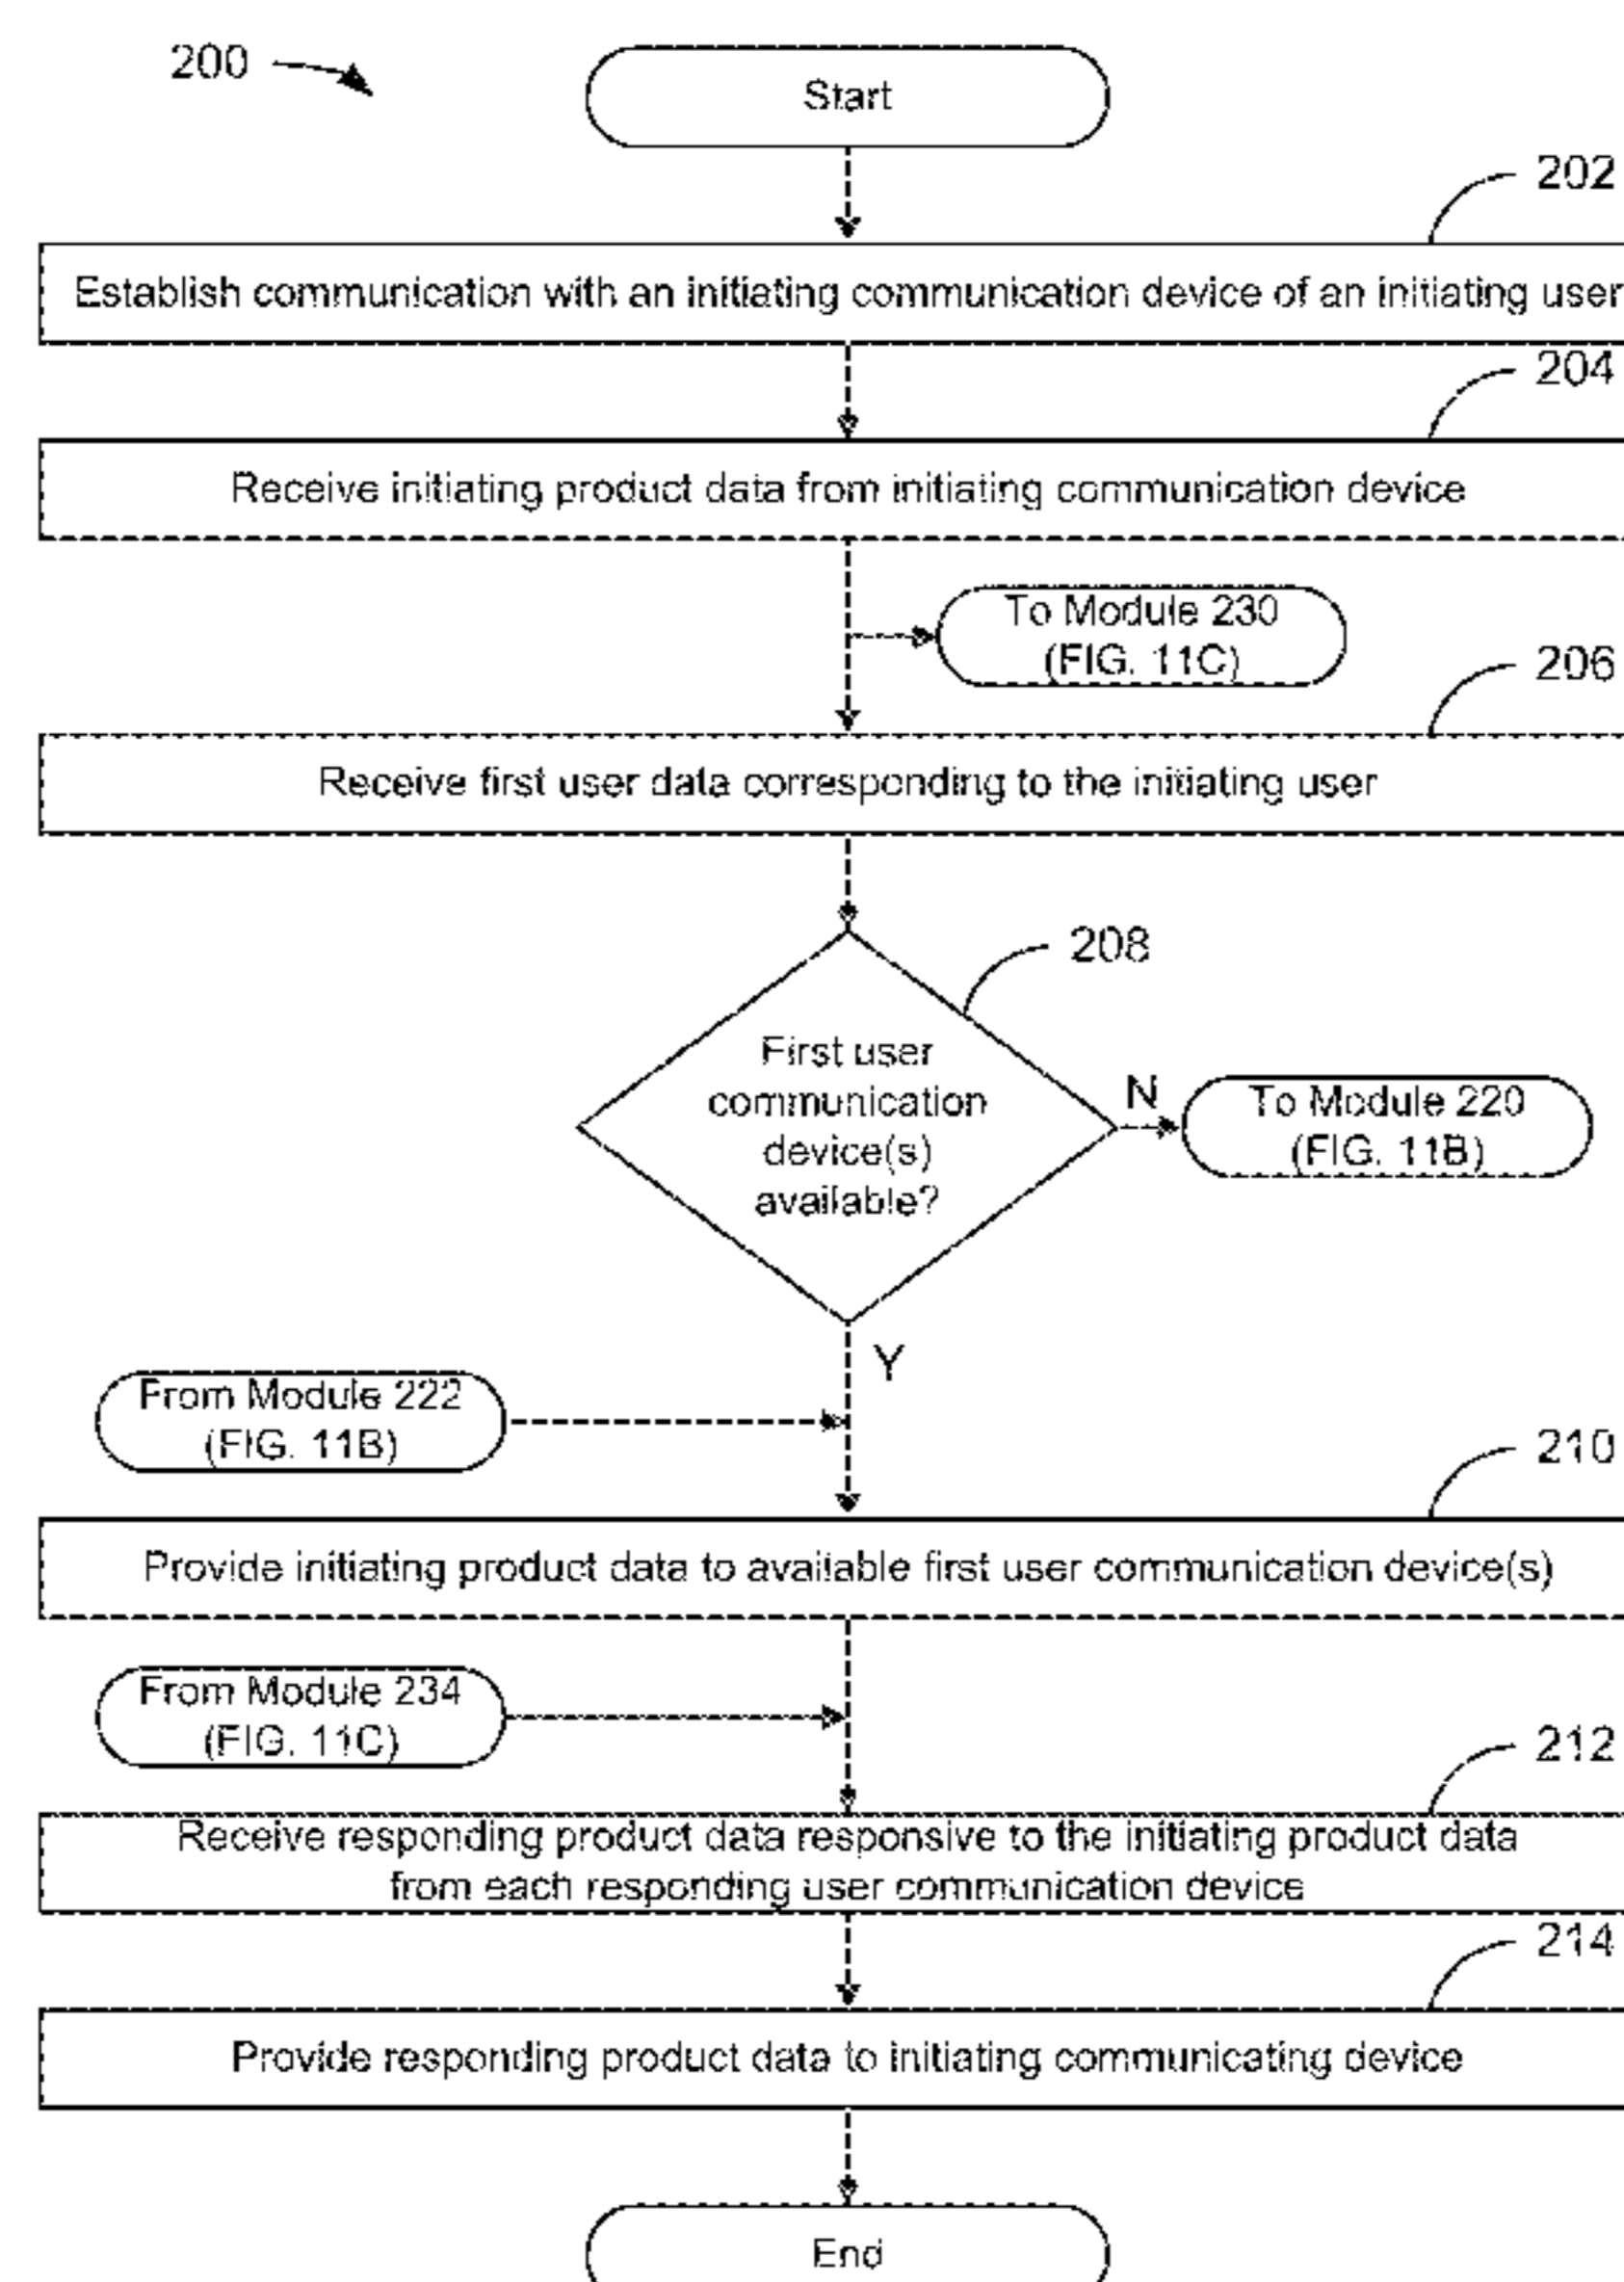 200
Start
202
Establish communication with an initiating communication device of an initiating user
204
Receive initiating product data from initiating communication device
To Module 230
(FIG. 11C)
206
Receive first user data corresponding to the initiating user
208
First user
communication
device(s)
available?
N
To Module 220
(FIG. 11B)
Y
From Module 222
(FIG. 11B)
210
Provide initiating product data to available first user communication device(s)
From Module 234
(FIG. 11C)
212
Receive responding product data responsive to the initiating product data
from each responding user communication device
214
Provide responding product data to initiating communicating device
End